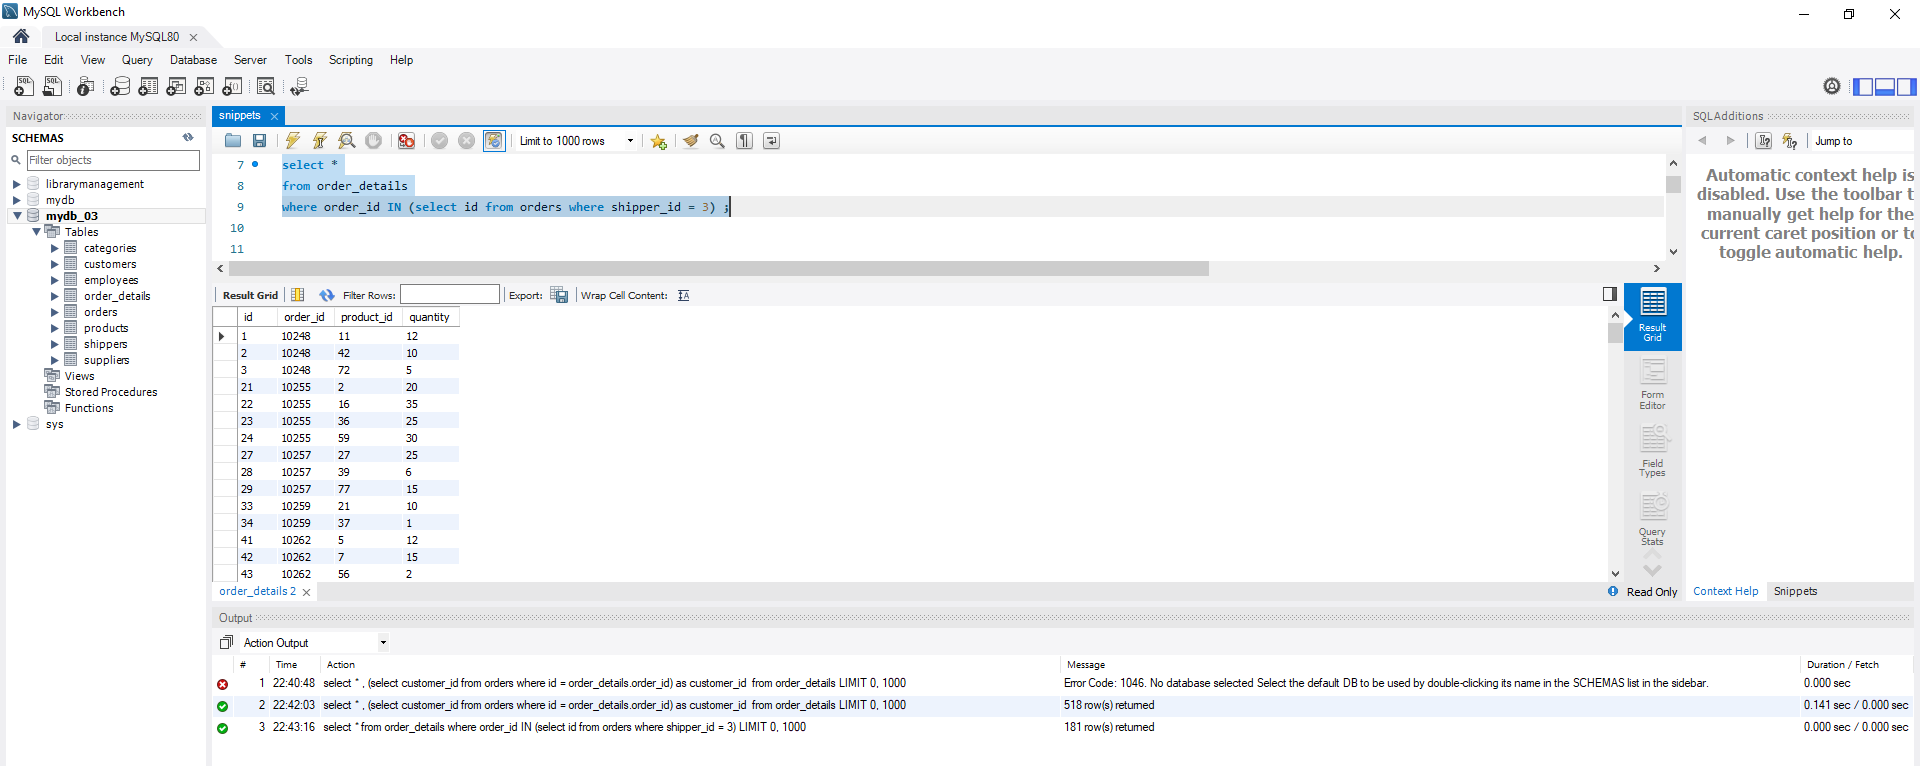 MySQL Workbench
Local instance MySQL80
File Edit View Query Database Server Tools Scripting Help
Navigator
SCHEMAS
Filter objects
librarymanagement
mydb
mydb_03
Tables
categories
customers
employees
order_details
orders
products
shippers
suppliers
Views
Stored Procedures
Functions
sys
snippets
Limit to 1000 rows
7 select *
8 from order_details
9 where order_id IN (select id from orders where shipper_id = 3) ;
10
11
Result Grid Filter Rows: Export: Wrap Cell Content:
id order_id product_id quantity
1 10248 11 12
2 10248 42 10
3 10248 72 5
21 10255 2 20
22 10255 16 35
23 10255 36 25
24 10255 59 30
27 10257 27 25
28 10257 39 6
29 10257 77 15
33 10259 21 10
34 10259 37 1
41 10262 5 12
42 10262 7 15
43 10262 56 2
Result
Grid
Form
Editor
Field
Types
Query
Stats
order_details 2
Read Only
SQLAdditions
Jump to
Automatic context help is
disabled. Use the toolbar t
manually get help for the
current caret position or to
toggle automatic help.
Context Help Snippets
Output
Action Output
# Time Action Message Duration / Fetch
1 22:40:48 select * , (select customer_id from orders where id = order_details.order_id) as customer_id from order_details LIMIT 0, 1000 Error Code: 1046. No database selected Select the default DB to be used by double-clicking its name in the SCHEMAS list in the sidebar. 0.000 sec
2 22:42:03 select * , (select customer_id from orders where id = order_details.order_id) as customer_id from order_details LIMIT 0, 1000 518 row(s) returned 0.141 sec / 0.000 sec
3 22:43:16 select * from order_details where order_id IN (select id from orders where shipper_id = 3) LIMIT 0, 1000 181 row(s) returned 0.000 sec / 0.000 sec